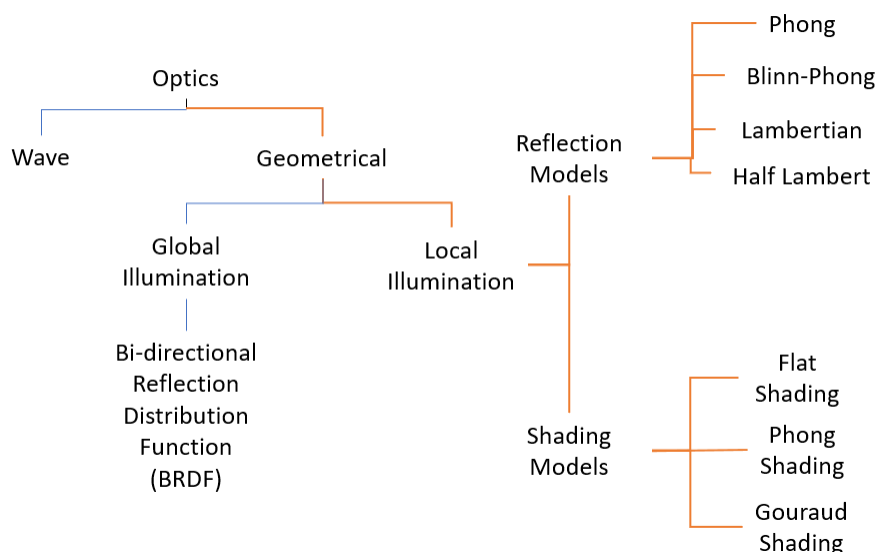 Optics
Wave
Geometrical
Global
Illumination
Bi-directional
Reflection
Distribution
Function
(BRDF)
Local
Illumination
Reflection
Models
Phong
Blinn-Phong
Lambertian
Half Lambert
Shading
Models
Flat
Shading
Phong
Shading
Gouraud
Shading